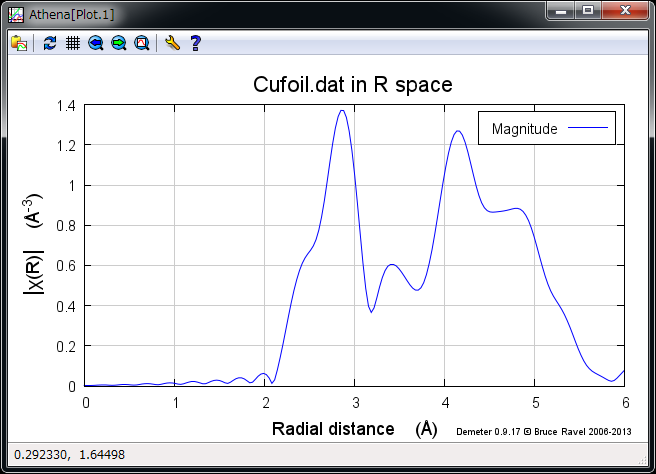 Athena[Plot.1]
Cufoil.dat in R space
Magnitude
|χ(R)| (Å⁻³)
1.4
1.2
1
0.8
0.6
0.4
0.2
0
0 1 2 3 4 5 6
Radial distance (Å)
Demeter 0.9.17 © Bruce Ravel 2006-2013
0.292330, 1.64498